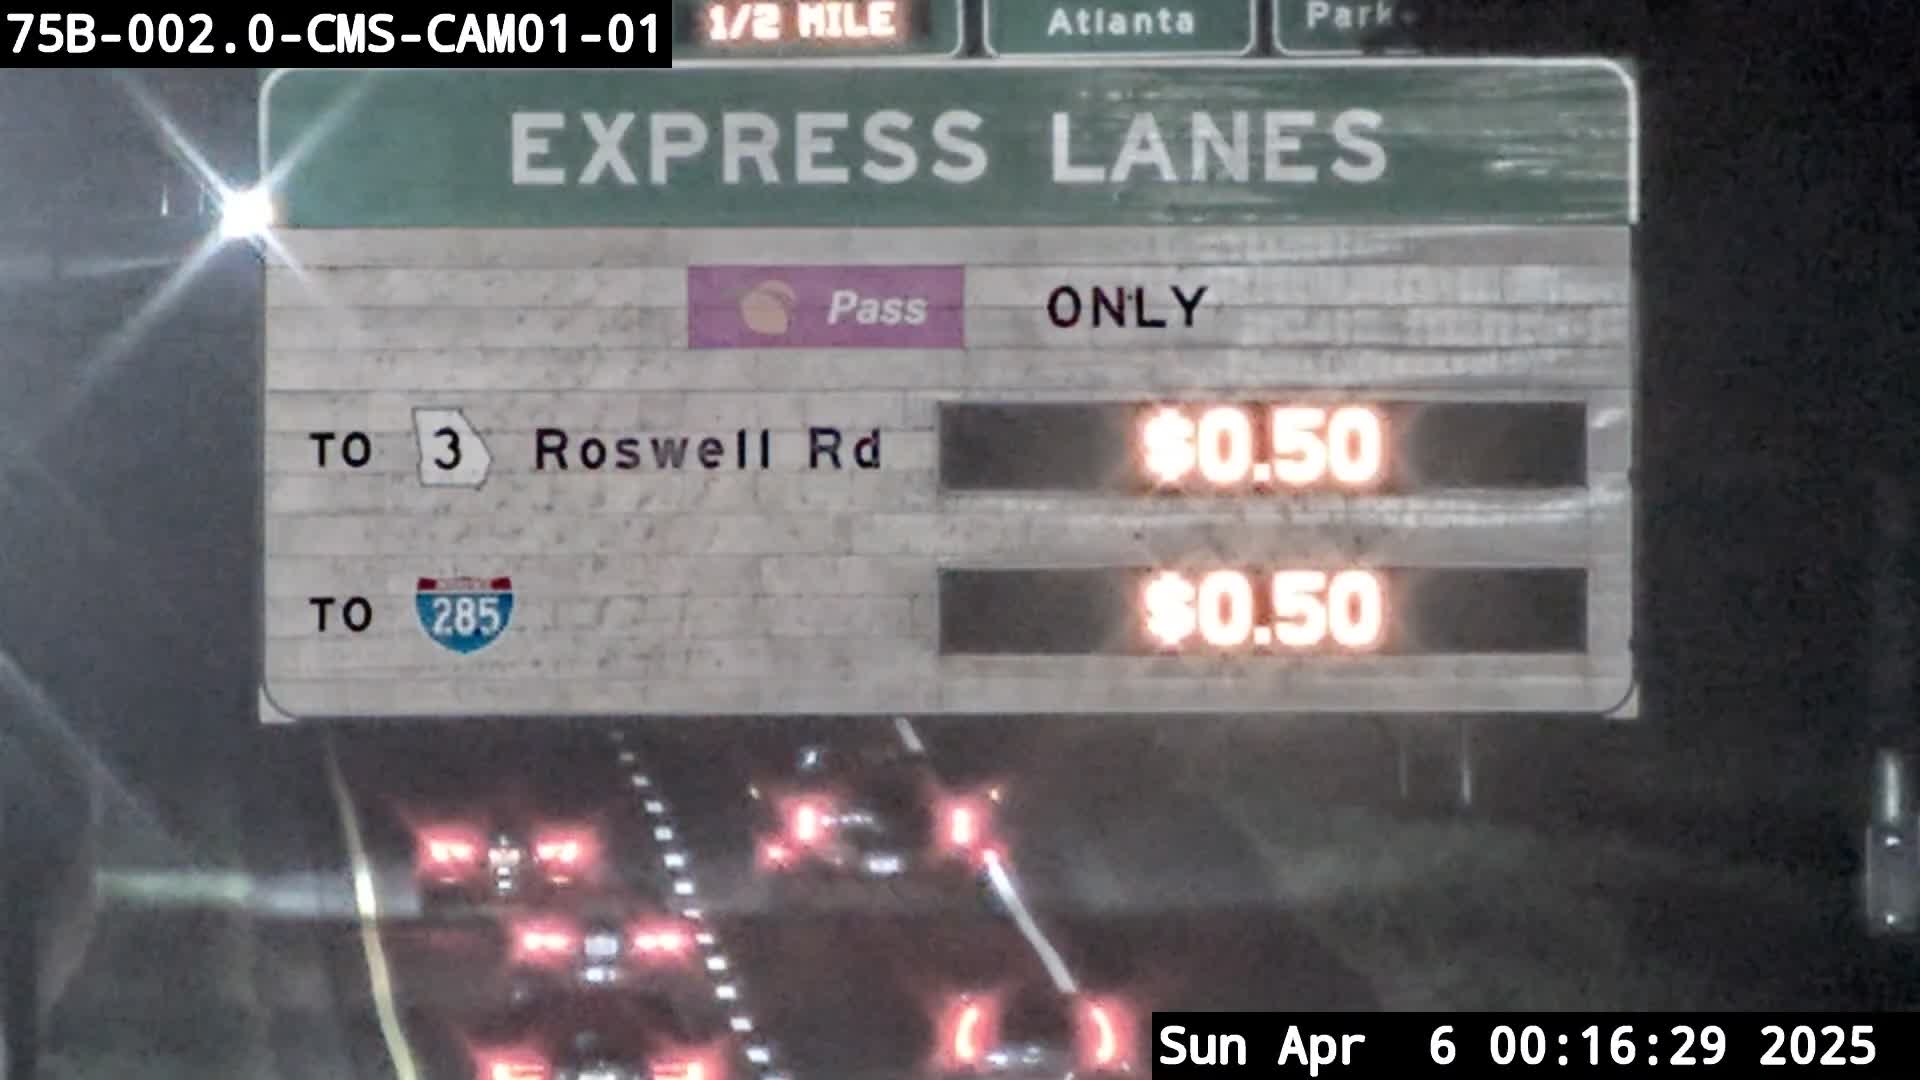 75B-002.0-CMS-CAM01-01
1/2 MILE
Atlanta
Park
EXPRESS LANES
Pass ONLY
TO 3 Roswell Rd $0.50
TO 285 $0.50
Sun Apr 6 00:16:29 2025